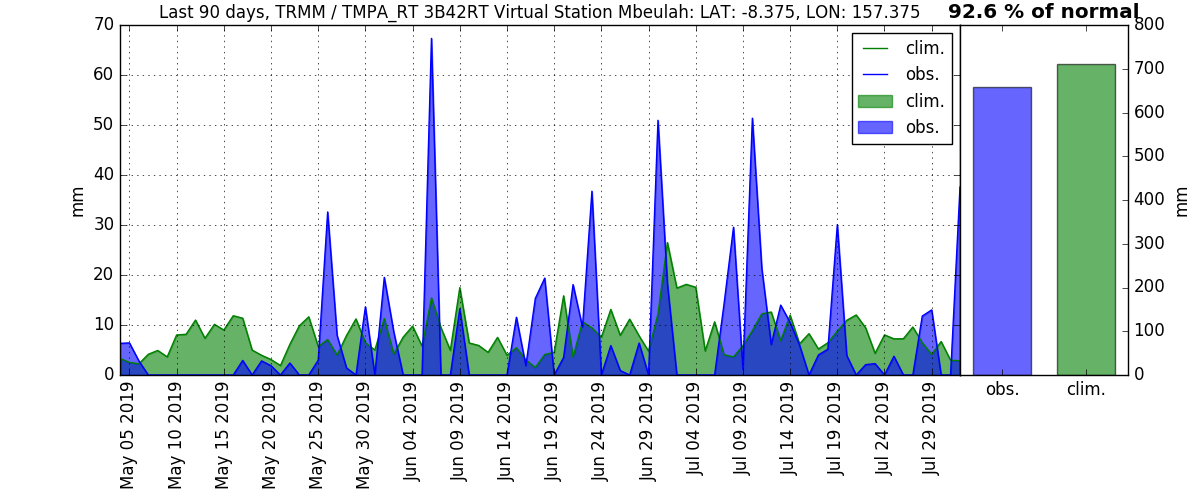 Last 90 days, TRMM / TMPA_RT 3B42RT Virtual Station Mbeulah: LAT: -8.375, LON: 157.375
92.6 % of normal
mm
70
60
50
40
30
20
10
0
clim.
obs.
clim.
obs.
May 05 2019
May 10 2019
May 15 2019
May 20 2019
May 25 2019
May 30 2019
Jun 04 2019
Jun 09 2019
Jun 14 2019
Jun 19 2019
Jun 24 2019
Jun 29 2019
Jul 04 2019
Jul 09 2019
Jul 14 2019
Jul 19 2019
Jul 24 2019
Jul 29 2019
800
700
600
500
400
300
200
100
0
mm
obs.
clim.